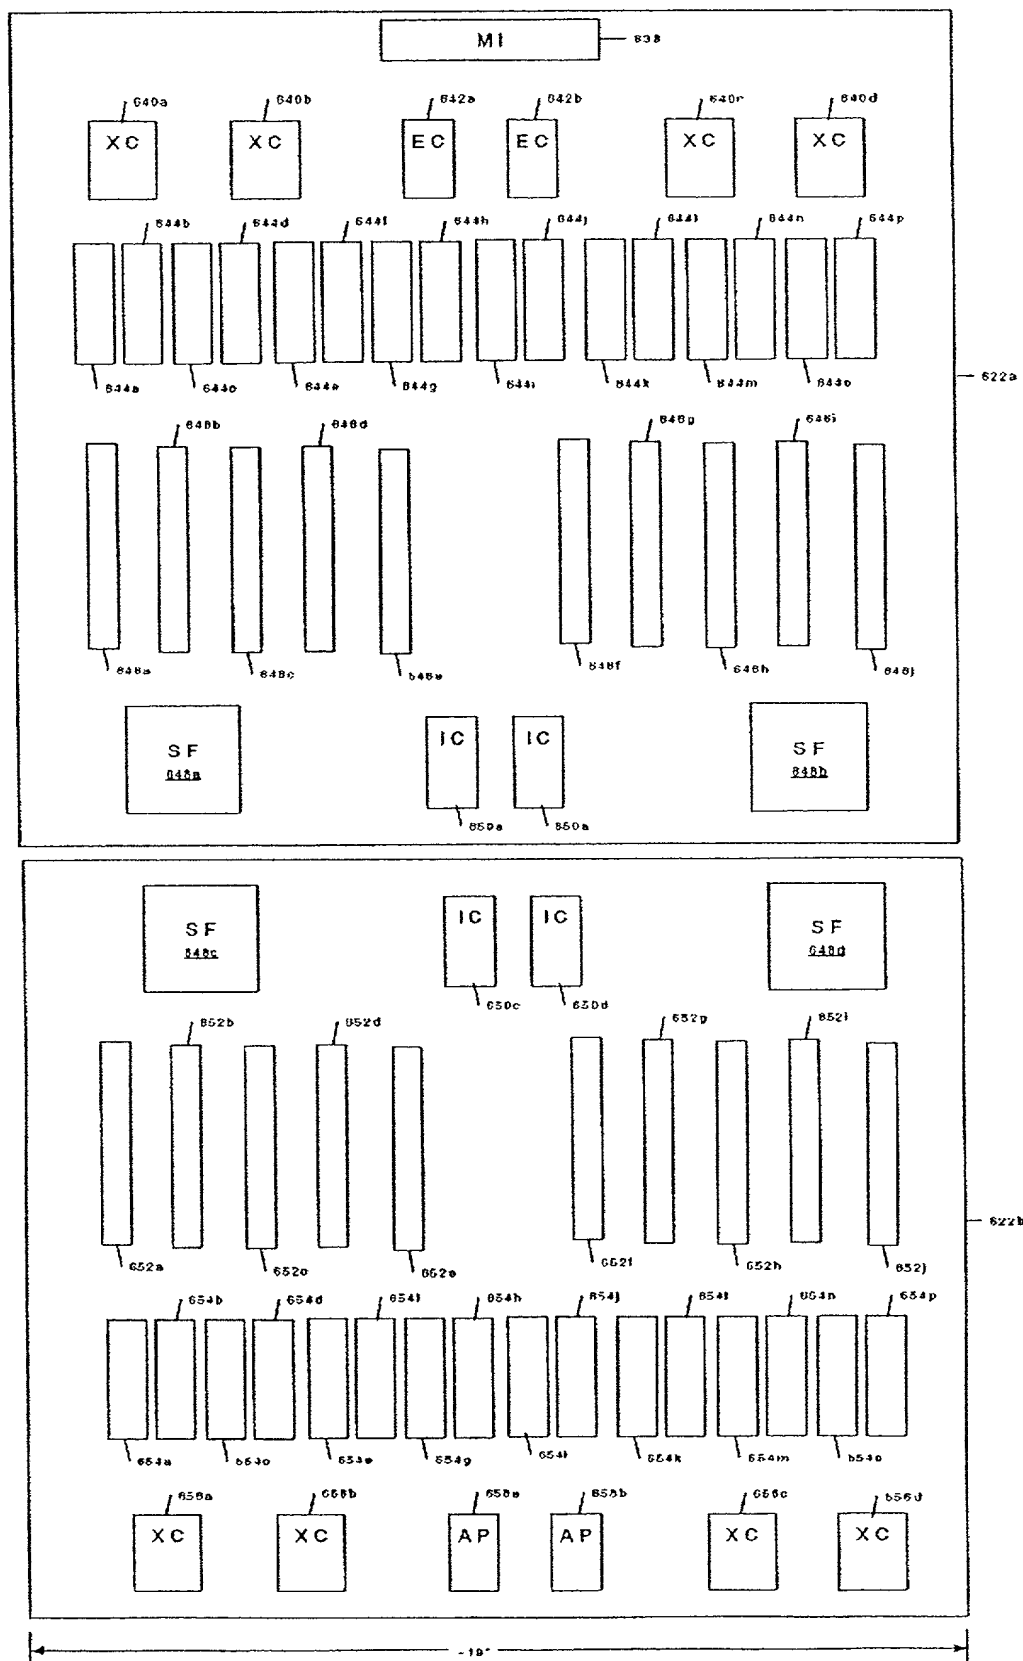 MI 638
640a 640b 642a 642b 640c 640d
XC XC EC EC XC XC
644b 644d 644f 644h 644j 644l 644n 644p
644a 644c 644e 644g 644i 644k 644m 644o
622a
646b 646d 646g 646i
646a 646c 646e 646f 646h 646j
SF IC IC SF
648a 648b
650a 650a
SF IC IC SF
648c 648d
650c 650d
652b 652d 652g 652i
622b
652a 652c 652e 652f 652h 652j
654b 654d 654f 654h 654j 654l 654n 654p
654a 654c 654e 654g 654i 654k 654m 654o
656a 656b 658a 658b 656c 656d
XC XC AP AP XC XC
~19"